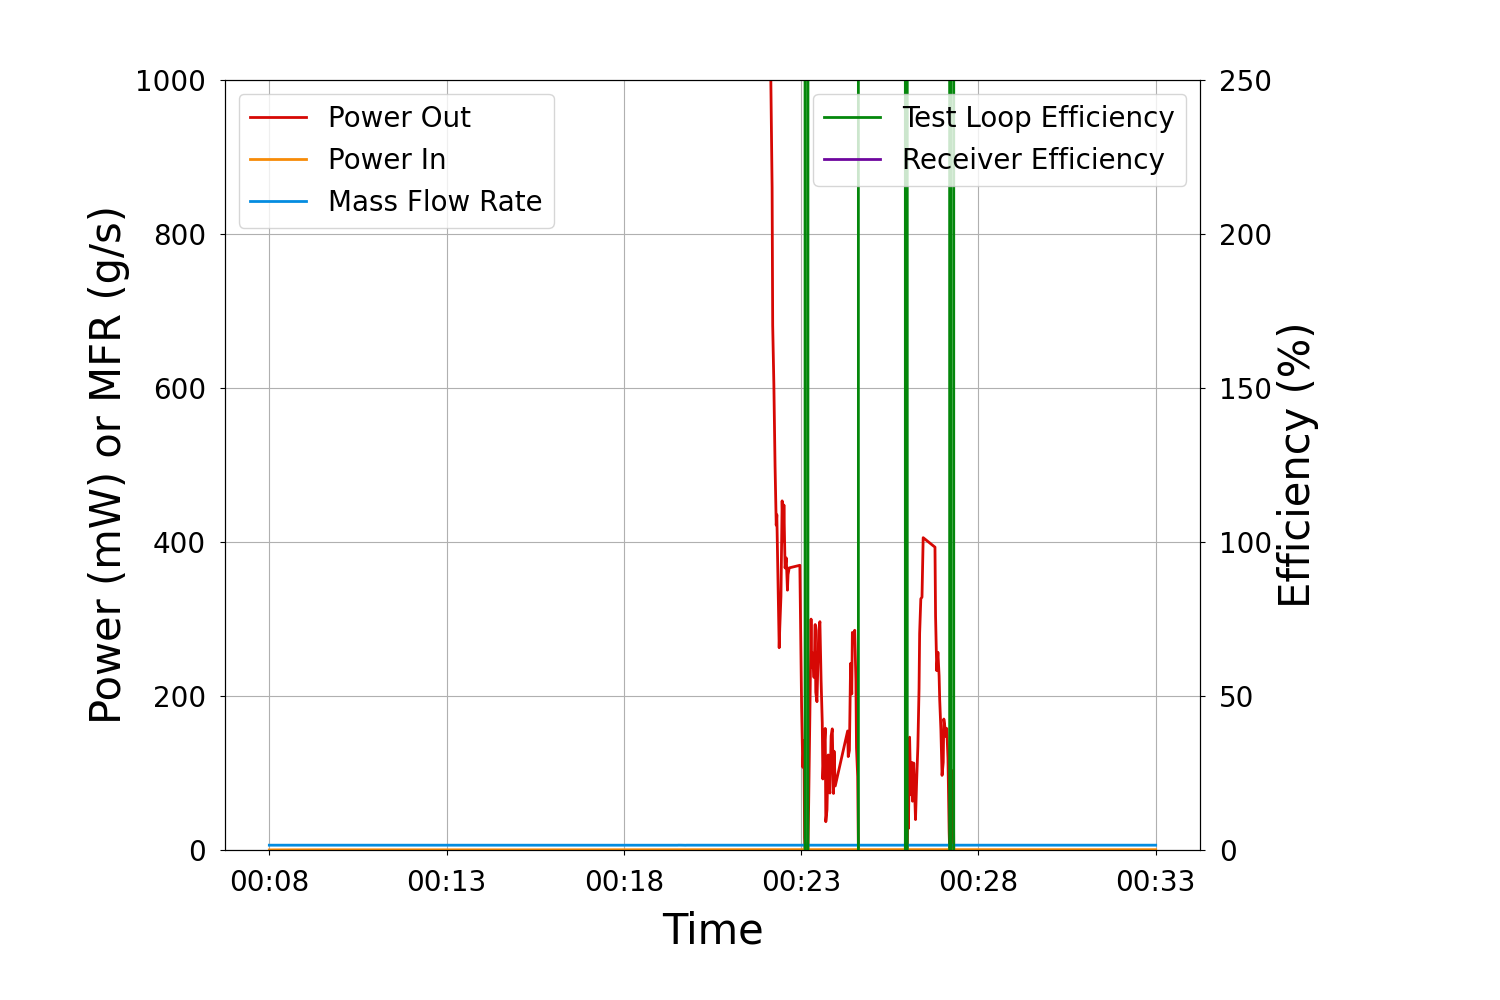 Power Out
Power In
Mass Flow Rate
Test Loop Efficiency
Receiver Efficiency
Power (mW) or MFR (g/s)
1000
800
600
400
200
0
250
200
150
100
50
0
Efficiency (%)
00:08 00:13 00:18 00:23 00:28 00:33
Time